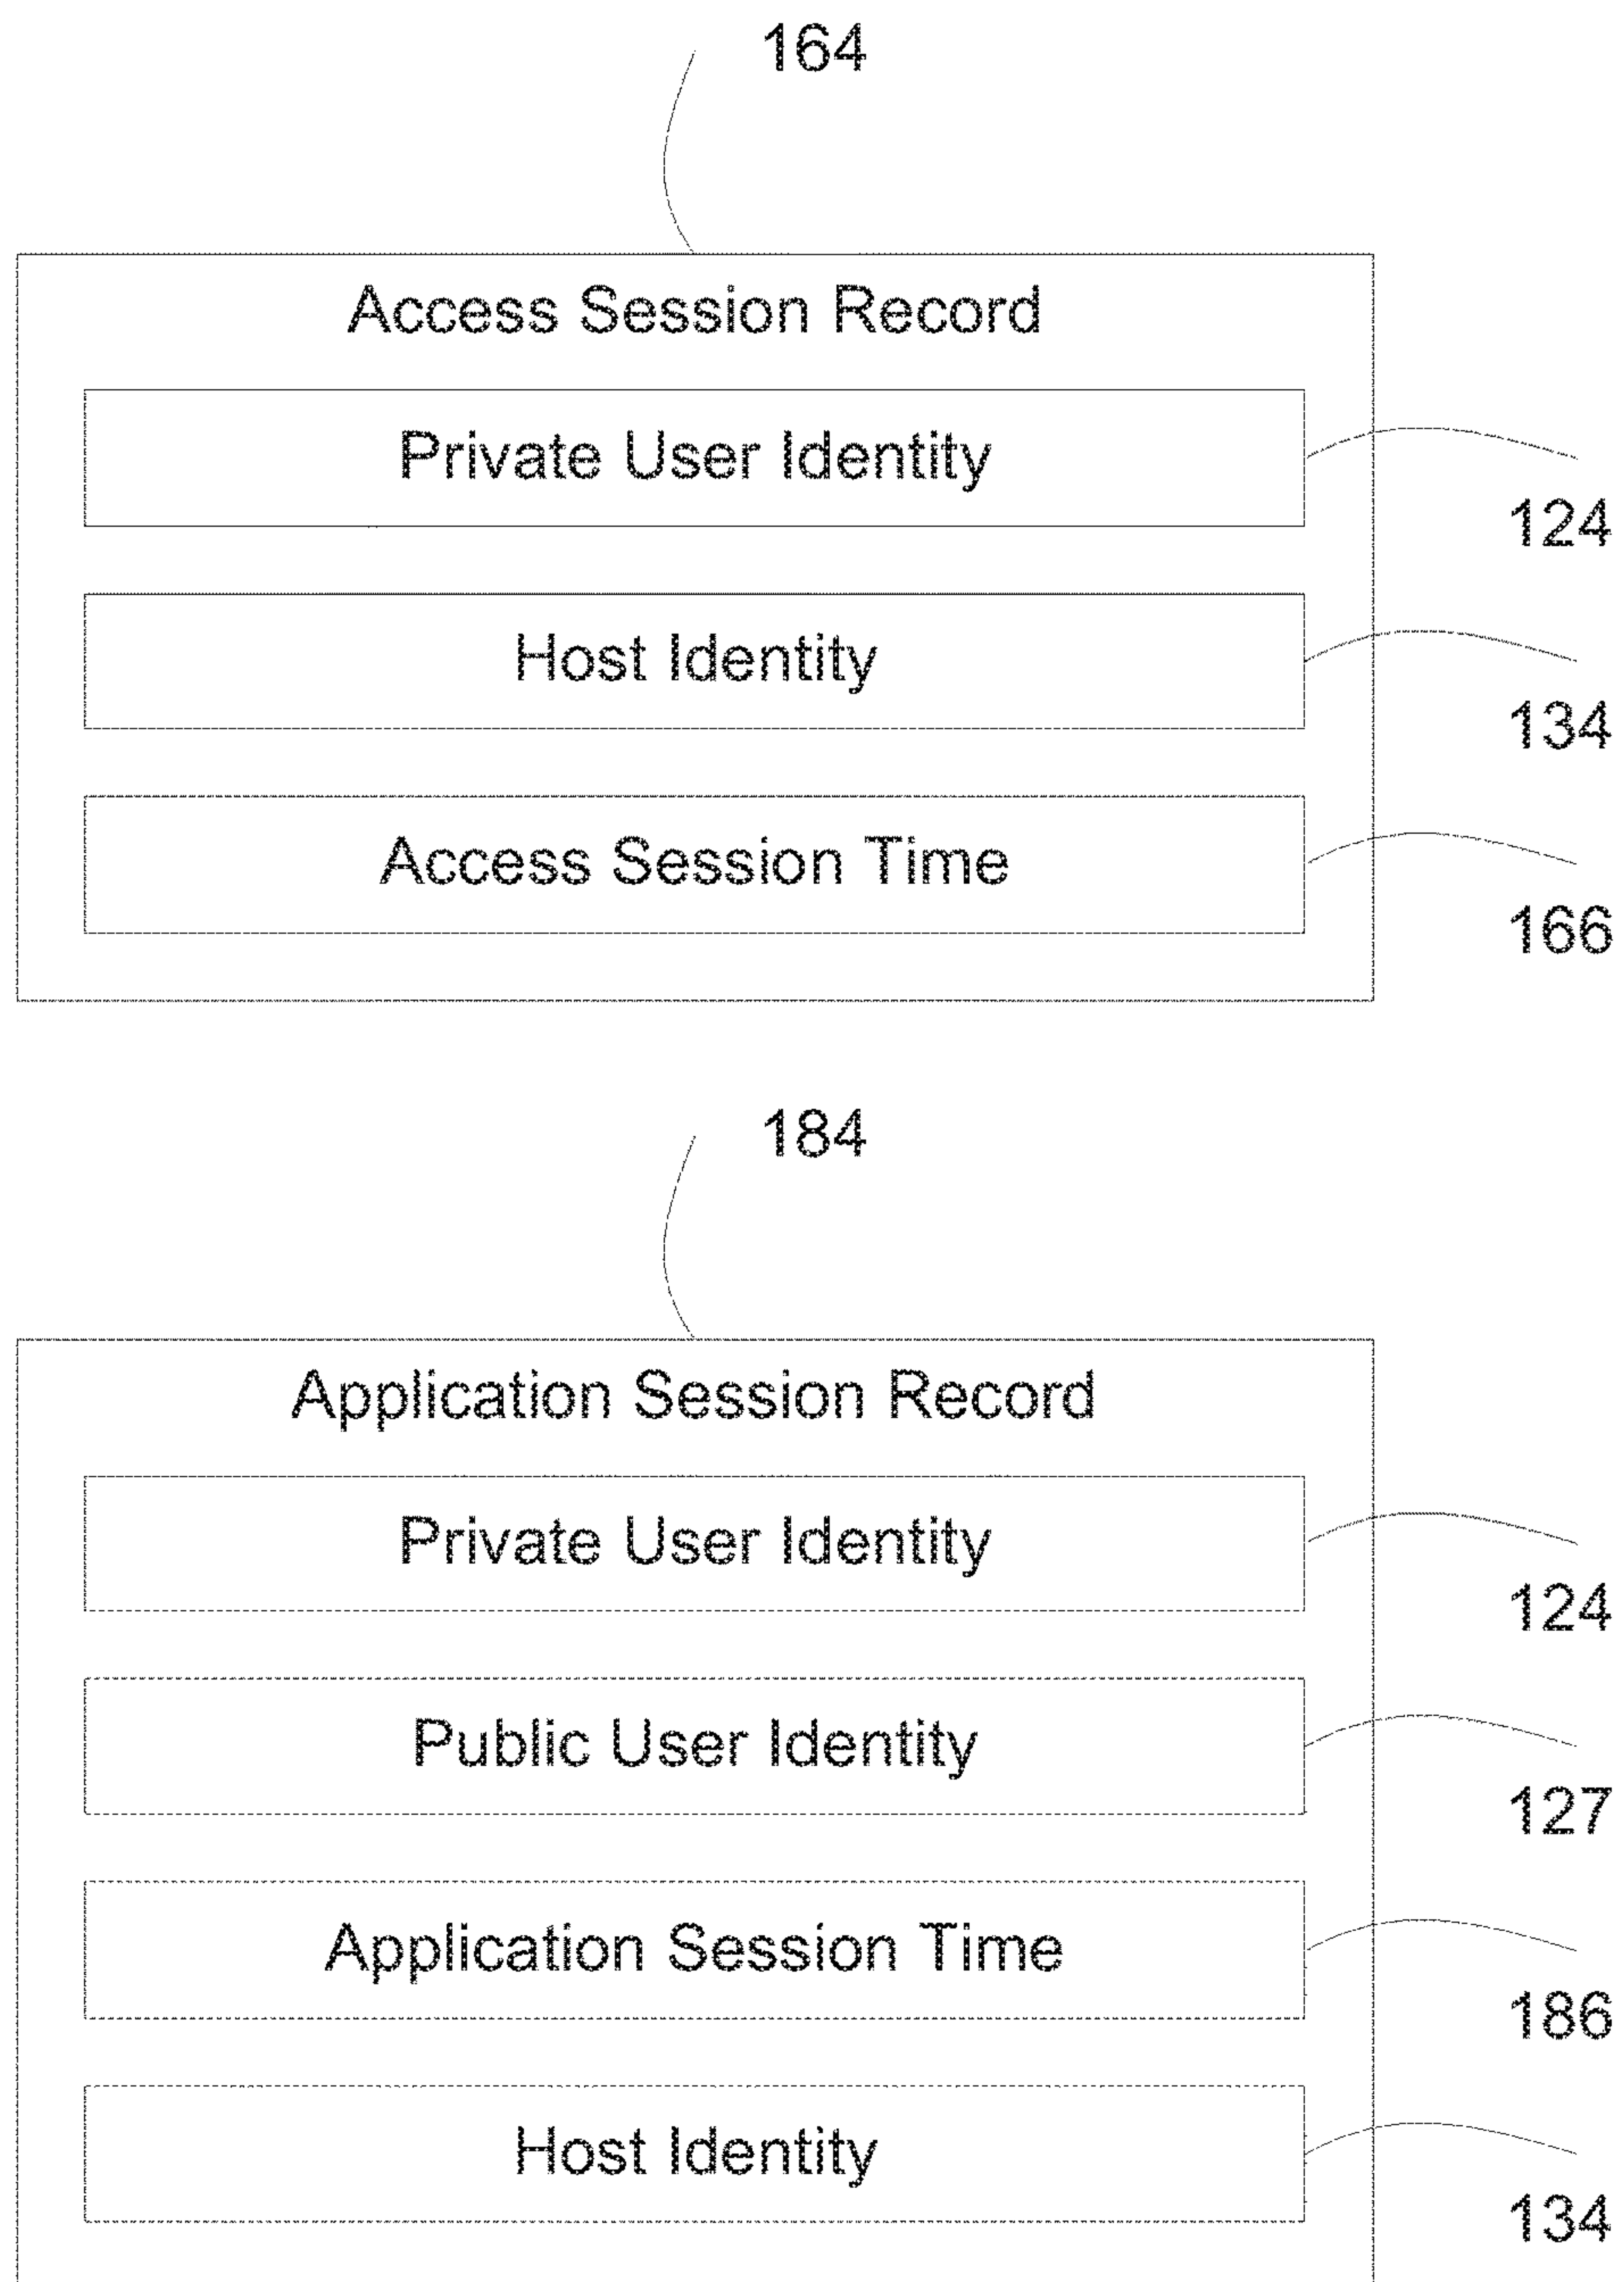 164
Access Session Record
Private User Identity
124
Host Identity
134
Access Session Time
166
184
Application Session Record
Private User Identity
124
Public User Identity
127
Application Session Time
186
Host Identity
134